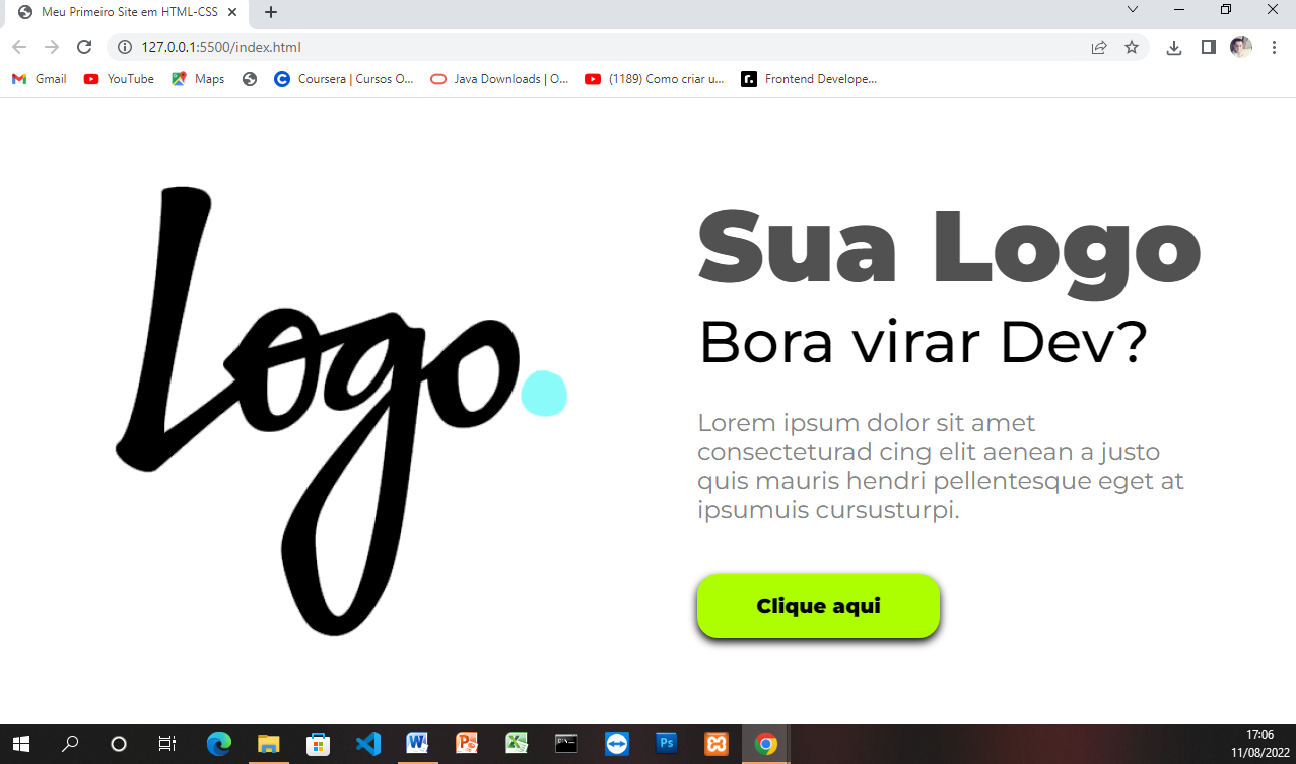 Meu Primeiro Site em HTML-CSS
127.0.0.1:5500/index.html
Gmail YouTube Maps Coursera | Cursos O... Java Downloads | O... (1189) Como criar u... Frontend Develope...
Logo.
Sua Logo
Bora virar Dev?
Lorem ipsum dolor sit amet
consecteturad cing elit aenean a justo
quis mauris hendri pellentesque eget at
ipsumuis cursusturpi.
Clique aqui
17:06
11/08/2022